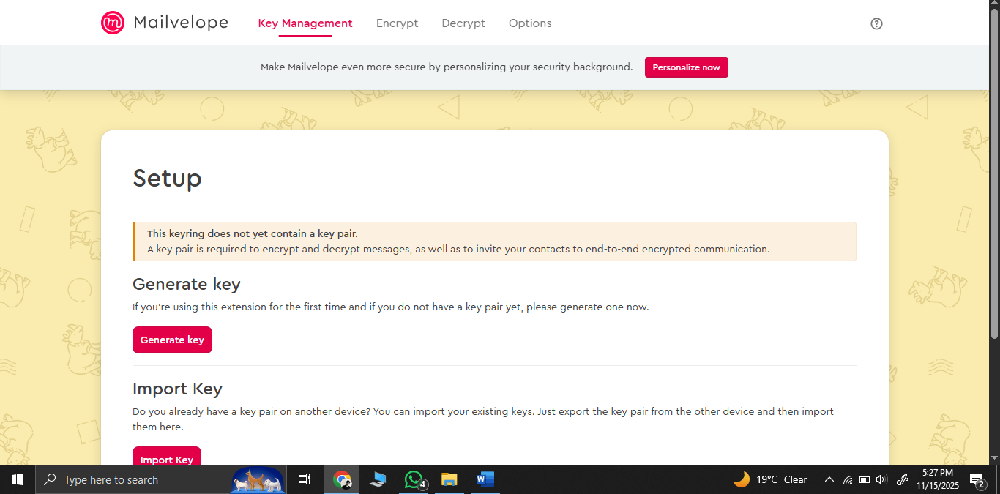 Mailvelope
Key Management Encrypt Decrypt Options
Make Mailvelope even more secure by personalizing your security background. Personalize now
Setup
This keyring does not yet contain a key pair.
A key pair is required to encrypt and decrypt messages, as well as to invite your contacts to end-to-end encrypted communication.
Generate key
If you're using this extension for the first time and if you do not have a key pair yet, please generate one now.
Generate key
Import Key
Do you already have a key pair on another device? You can import your existing keys. Just export the key pair from the other device and then import
them here.
Import Key
Type here to search
4
W
19°C Clear
5:27 PM
11/15/2025
2